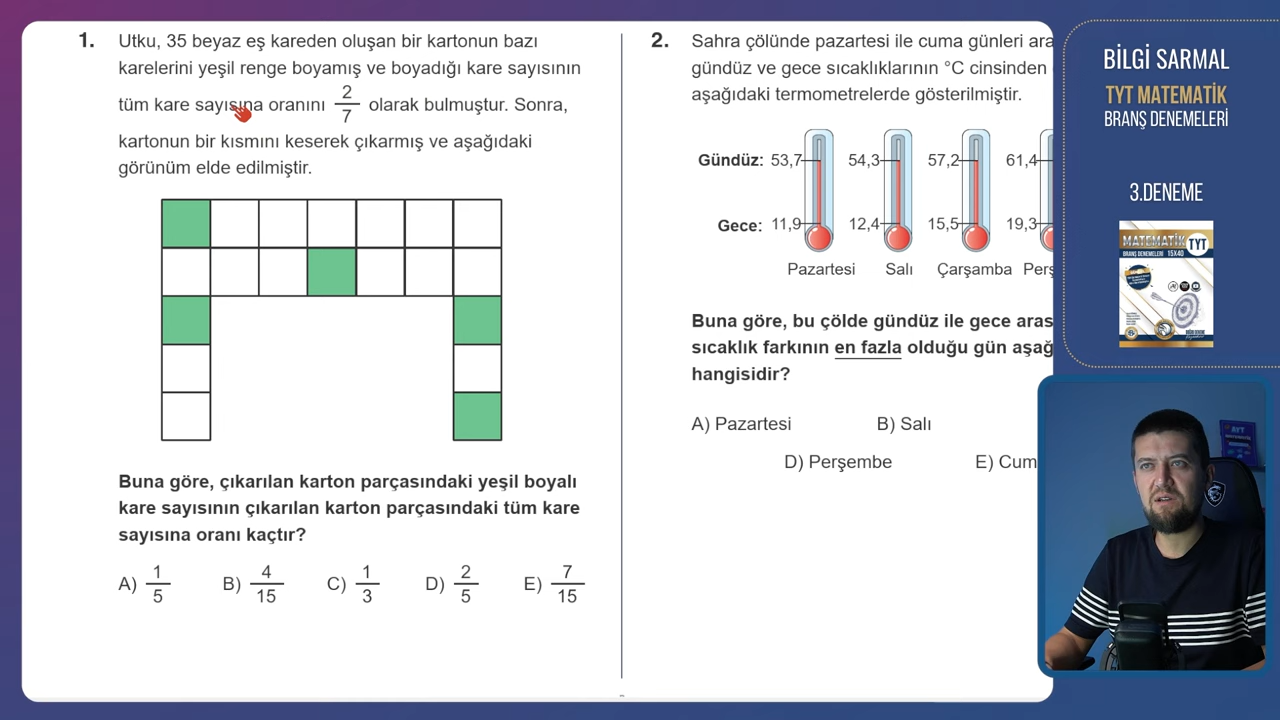 1. Utku, 35 beyaz eş kareden oluşan bir kartonun bazı
karelerini yeşil renge boyamış ve boyadığı kare sayısının
tüm kare sayısına oranını 2/7 olarak bulmuştur. Sonra,
kartonun bir kısmını keserek çıkarmış ve aşağıdaki
görünüm elde edilmiştir.
Buna göre, çıkarılan karton parçasındaki yeşil boyalı
kare sayısının çıkarılan karton parçasındaki tüm kare
sayısına oranı kaçtır?
A) 1/5 B) 4/15 C) 1/3 D) 2/5 E) 7/15
2. Sahra çölünde pazartesi ile cuma günleri ara
gündüz ve gece sıcaklıklarının °C cinsinden
aşağıdaki termometrelerde gösterilmiştir.
Gündüz: 53,7 54,3 57,2 61,4
Gece: 11,9 12,4 15,5 19,3
Pazartesi Salı Çarşamba Perş
Buna göre, bu çölde gündüz ile gece aras
sıcaklık farkının en fazla olduğu gün aşağ
hangisidir?
A) Pazartesi B) Salı
D) Perşembe E) Cum
BİLGİ SARMAL
TYT MATEMATİK
BRANŞ DENEMELERİ
3.DENEME
MATEMATİK TYT
BRANŞ DENEMELERİ 15X40
AYT